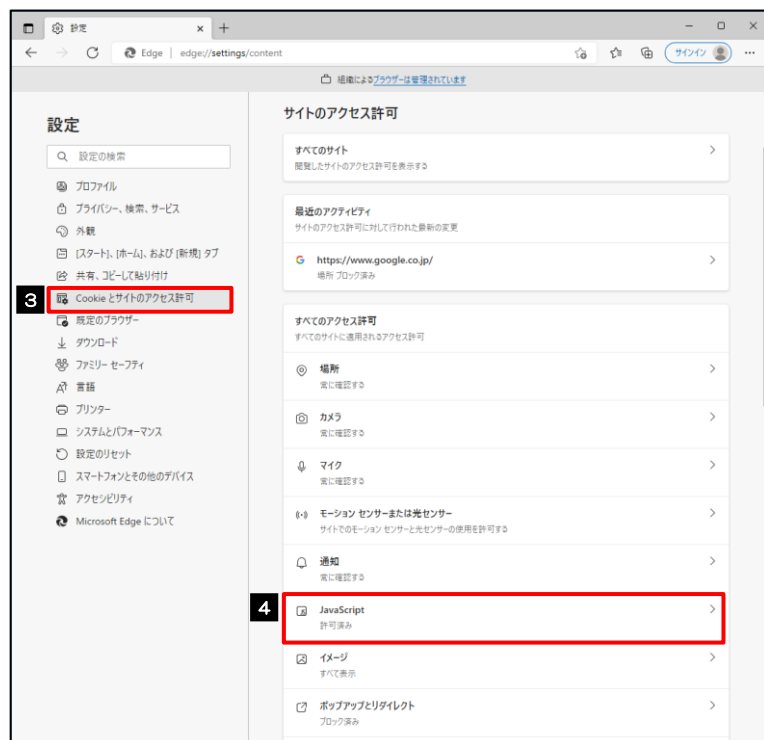 設定
Edge
edge://settings/content
サインイン
組織によるブラウザーは管理されています
設定
設定の検索
プロファイル
プライバシー、検索、サービス
外観
[スタート]、[ホーム]、および [新規] タブ
共有、コピーして貼り付け
3
Cookie とサイトのアクセス許可
既定のブラウザー
ダウンロード
ファミリー セーフティ
言語
プリンター
システムとパフォーマンス
設定のリセット
スマートフォンとその他のデバイス
アクセシビリティ
Microsoft Edge について
サイトのアクセス許可
すべてのサイト
閲覧したサイトのアクセス許可を表示する
最近のアクティビティ
サイトのアクセス許可に対して行われた最新の変更
https://www.google.co.jp/
場所 ブロック済み
すべてのアクセス許可
すべてのサイトに適用されるアクセス許可
場所
常に確認する
カメラ
常に確認する
マイク
常に確認する
モーション センサーまたは光センサー
サイトでのモーション センサーと光センサーの使用を許可する
通知
常に確認する
4
JavaScript
許可済み
イメージ
すべて表示
ポップアップとリダイレクト
ブロック済み